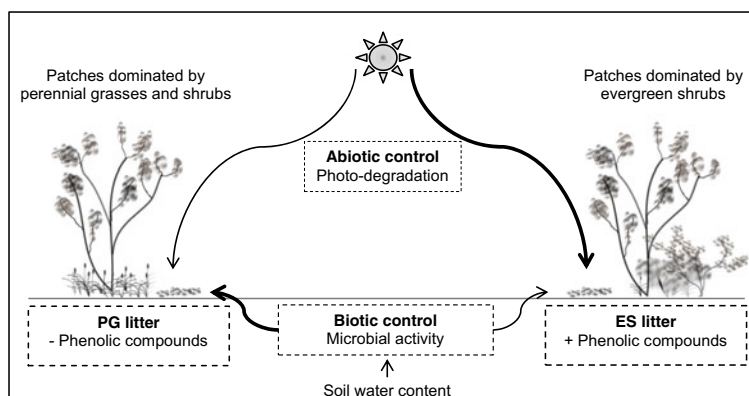 Patches dominated by
perennial grasses and shrubs
Patches dominated by
evergreen shrubs
Abiotic control
Photo-degradation
PG litter
- Phenolic compounds
Biotic control
Microbial activity
ES litter
+ Phenolic compounds
Soil water content